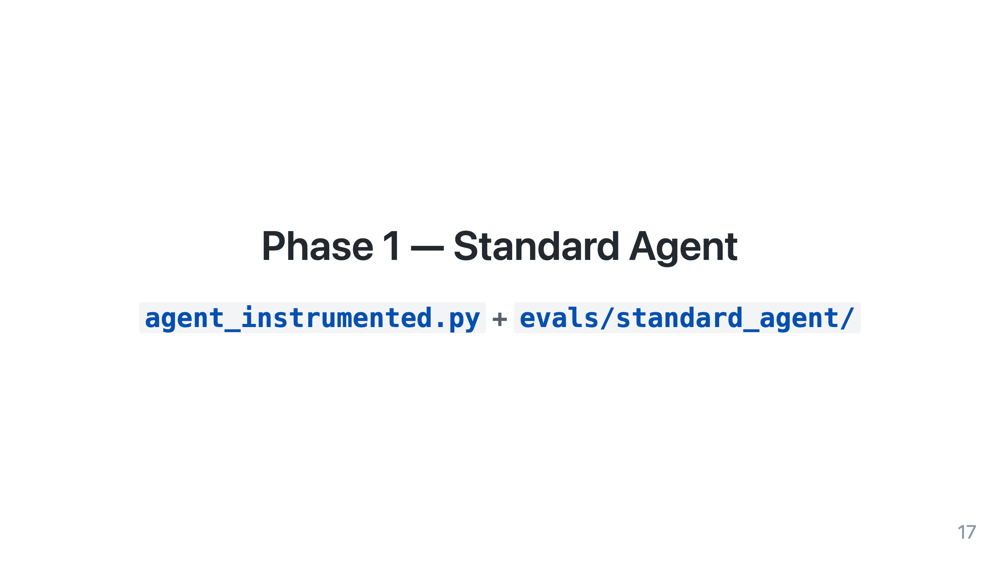 Phase 1 — Standard Agent
agent_instrumented.py + evals/standard_agent/
17